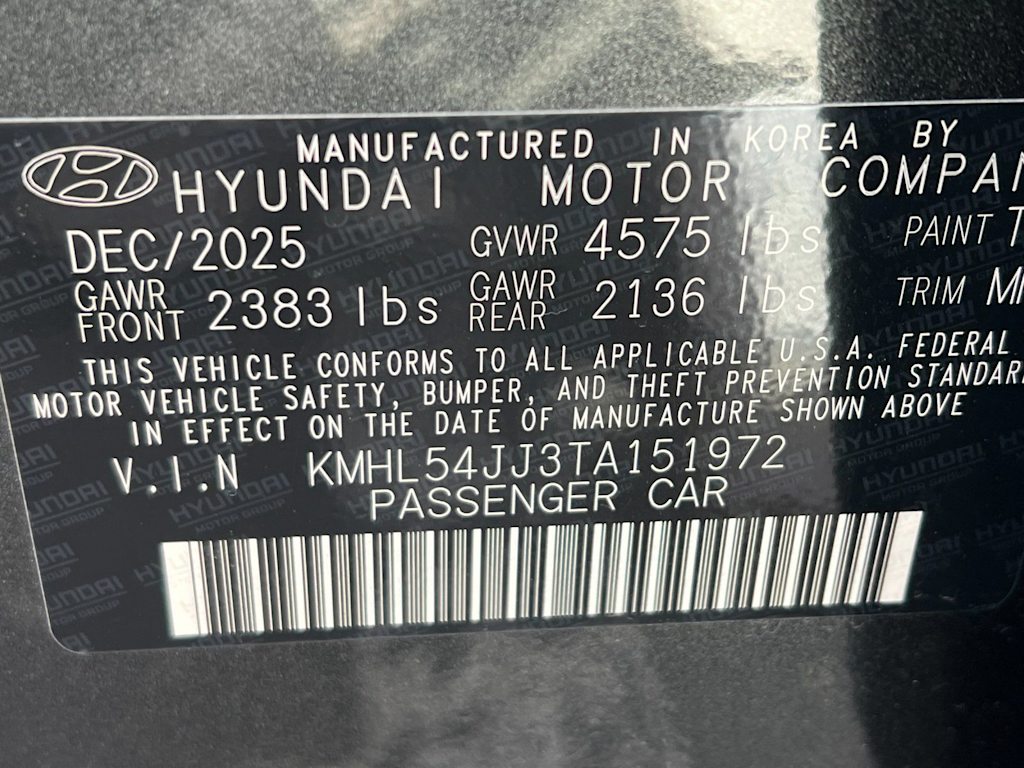 MANUFACTURED IN KOREA BY
HYUNDAI MOTOR COMPAN
DEC/2025 GVWR 4575 lbs PAINT T
GAWR FRONT 2383 lbs GAWR REAR 2136 lbs TRIM
THIS VEHICLE CONFORMS TO ALL APPLICABLE U.S.A. FEDERAL
MOTOR VEHICLE SAFETY, BUMPER, AND THEFT PREVENTION STANDAR
IN EFFECT ON THE DATE OF MANUFACTURE SHOWN ABOVE
V.I.N KMHL54JJ3TA151972
PASSENGER CAR